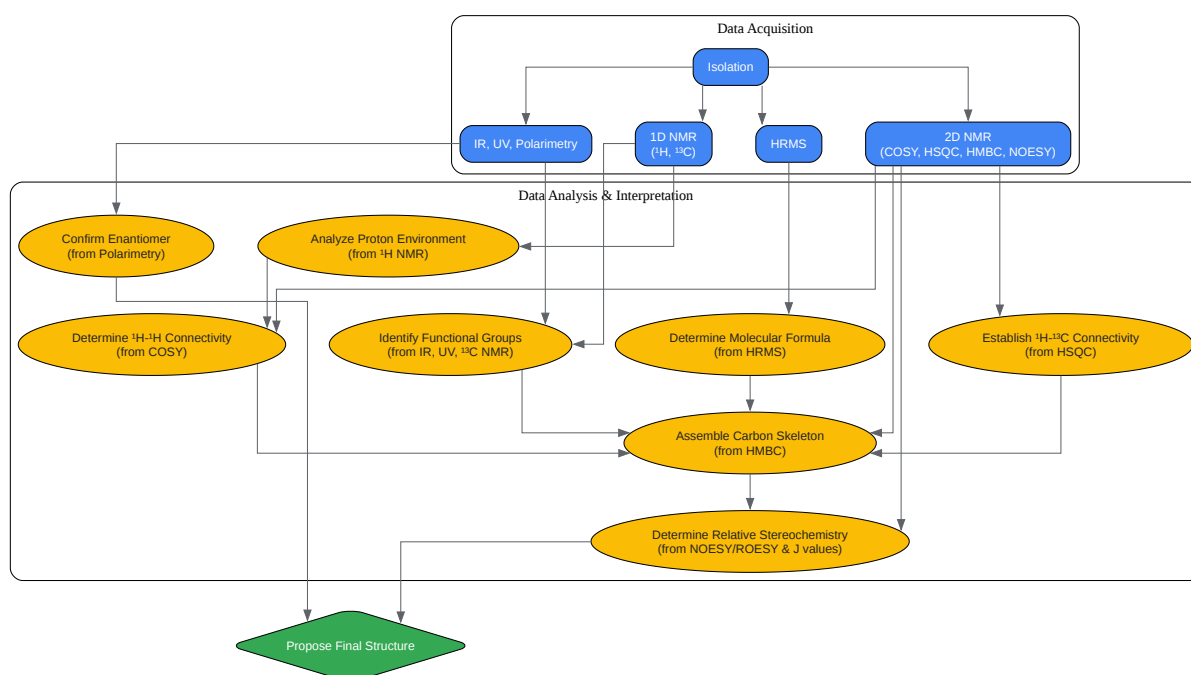 Data Acquisition
Isolation
IR, UV, Polarimetry
1D NMR
(¹H, ¹³C)
HRMS
2D NMR
(COSY, HSQC, HMBC, NOESY)
Data Analysis & Interpretation
Confirm Enantiomer
(from Polarimetry)
Analyze Proton Environment
(from ¹H NMR)
Determine ¹H-¹H Connectivity
(from COSY)
Identify Functional Groups
(from IR, UV, ¹³C NMR)
Determine Molecular Formula
(from HRMS)
Establish ¹H-¹³C Connectivity
(from HSQC)
Assemble Carbon Skeleton
(from HMBC)
Determine Relative Stereochemistry
(from NOESY/ROESY & J values)
Propose Final Structure